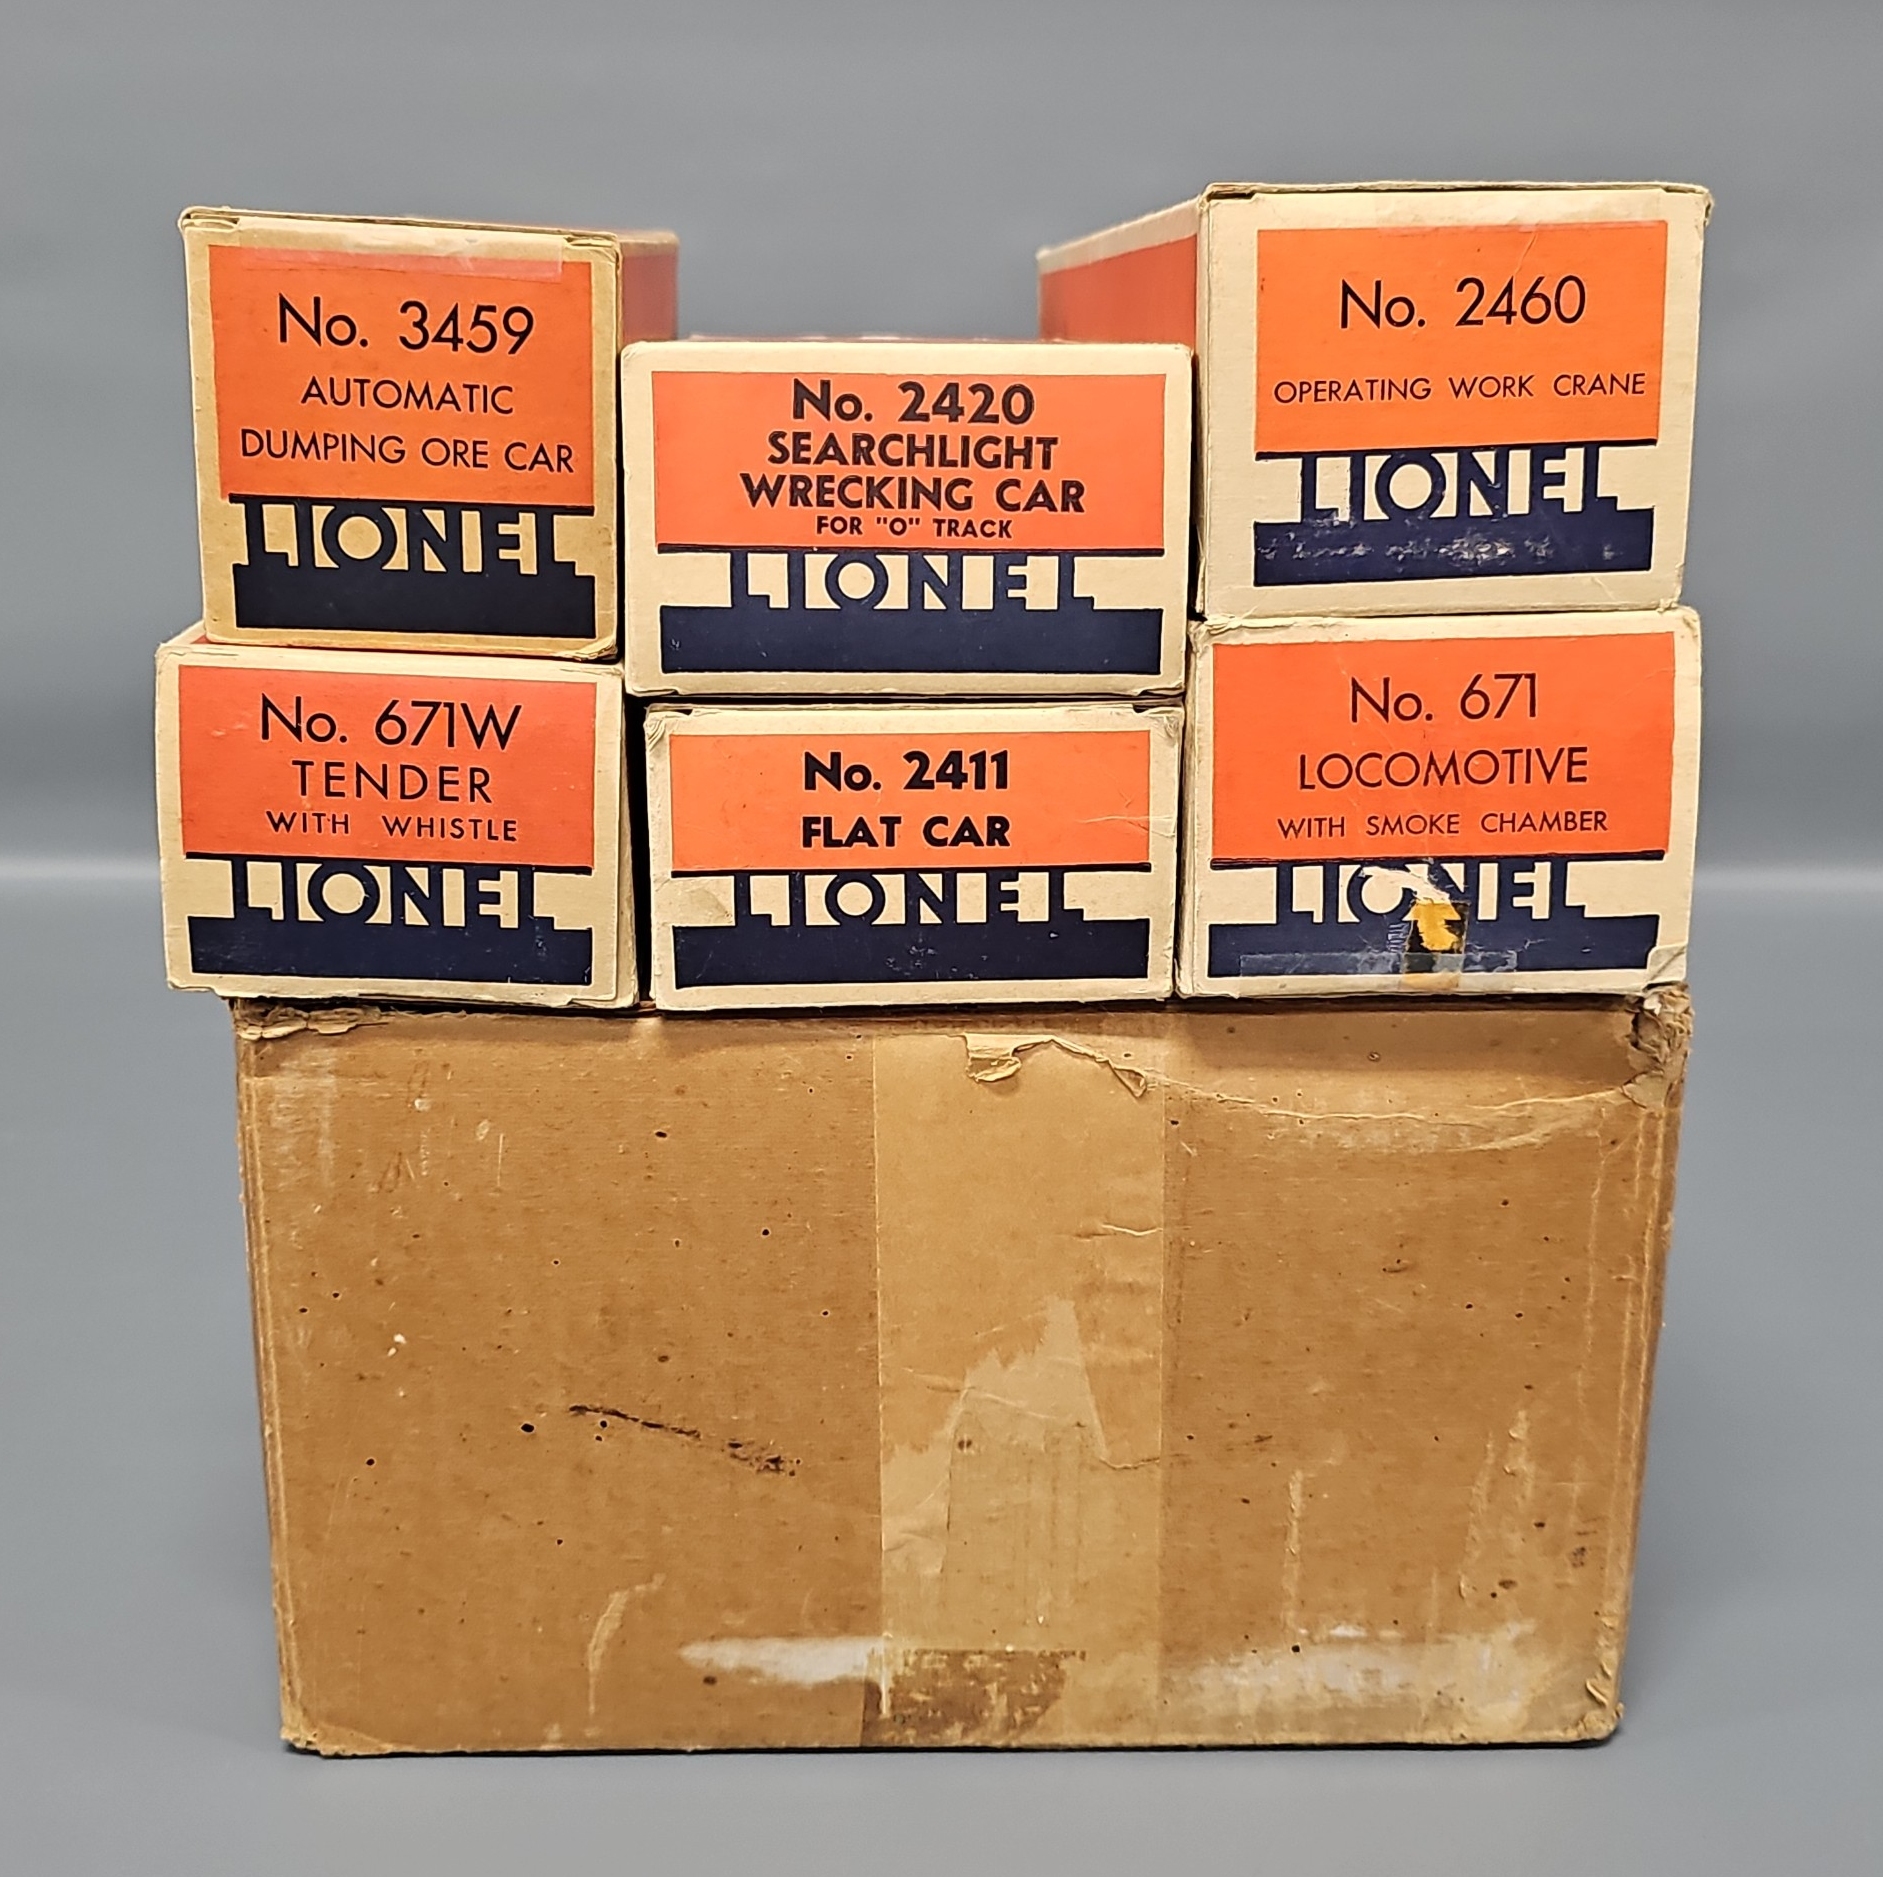 No. 3459
AUTOMATIC
DUMPING ORE CAR
LIONEL
No. 2420
SEARCHLIGHT
WRECKING CAR
FOR "O" TRACK
LIONEL
No. 2460
OPERATING WORK CRANE
LIONEL
No. 671W
TENDER
WITH WHISTLE
LIONEL
No. 2411
FLAT CAR
LIONEL
No. 671
LOCOMOTIVE
WITH SMOKE CHAMBER
LIONEL